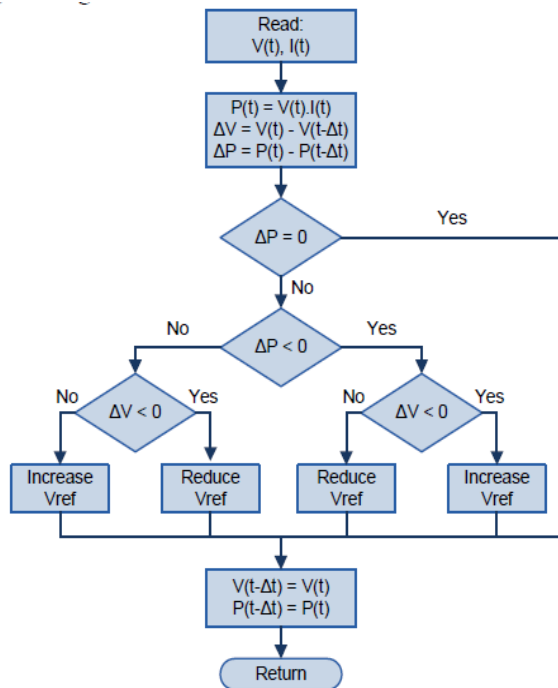 Read:
V(t), I(t)
P(t) = V(t).I(t)
ΔV = V(t) - V(t-Δt)
ΔP = P(t) - P(t-Δt)
ΔP = 0
Yes
No
ΔP < 0
No
Yes
ΔV < 0
No
Yes
ΔV < 0
No
Yes
Increase
Vref
Reduce
Vref
Reduce
Vref
Increase
Vref
V(t-Δt) = V(t)
P(t-Δt) = P(t)
Return